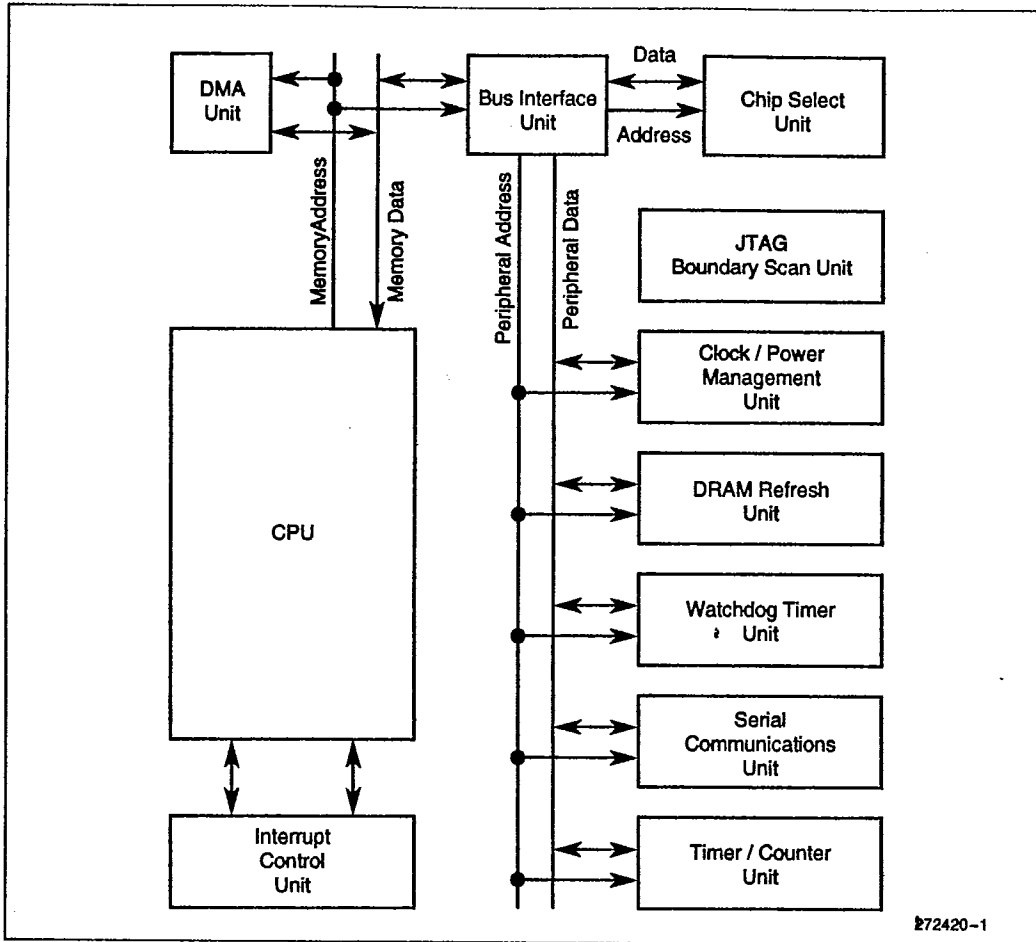 DMA
Unit
Bus Interface
Unit
Data
Address
Chip Select
Unit
MemoryAddress
Memory Data
Peripheral Address
Peripheral Data
JTAG
Boundary Scan Unit
Clock / Power
Management
Unit
CPU
DRAM Refresh
Unit
Watchdog Timer
Unit
Serial
Communications
Unit
Interrupt
Control
Unit
Timer / Counter
Unit
272420-1